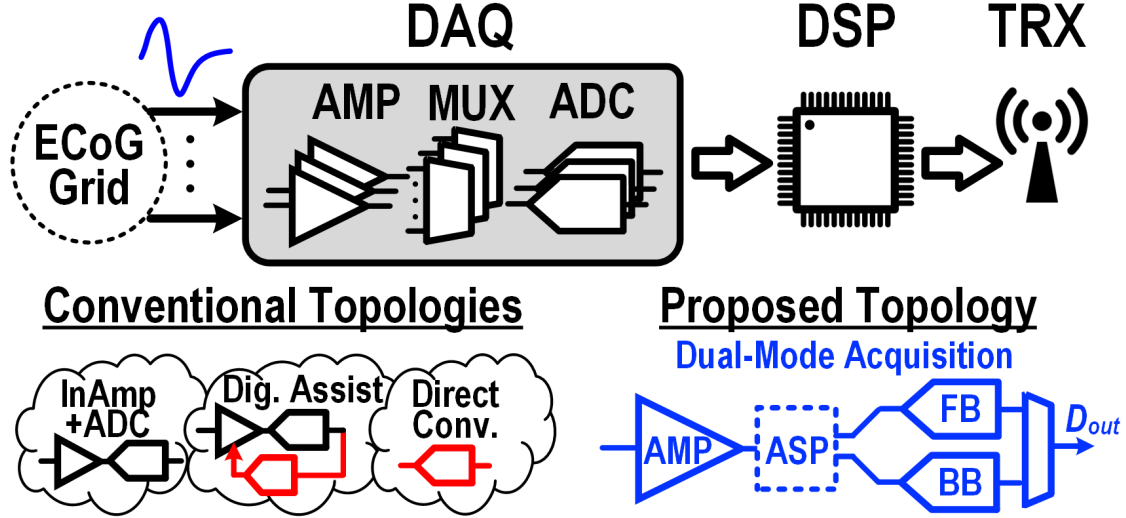 DAQ
DSP
TRX
AMP
MUX
ADC
ECoG
Grid
Conventional Topologies
Proposed Topology
Dual-Mode Acquisition
InAmp
+ADC
Dig. Assist
Direct
Conv.
AMP
ASP
FB
BB
Dout